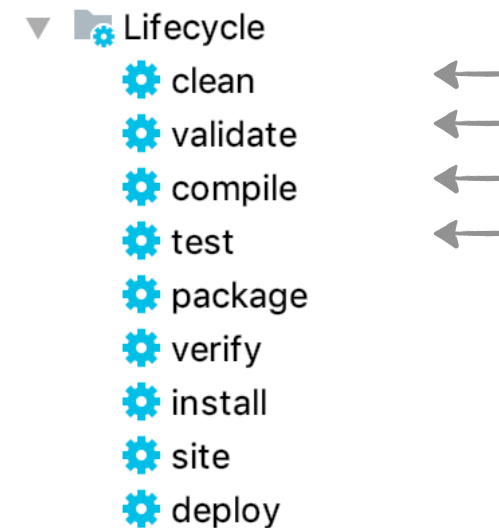 Lifecycle
clean
validate
compile
test
package
verify
install
site
deploy